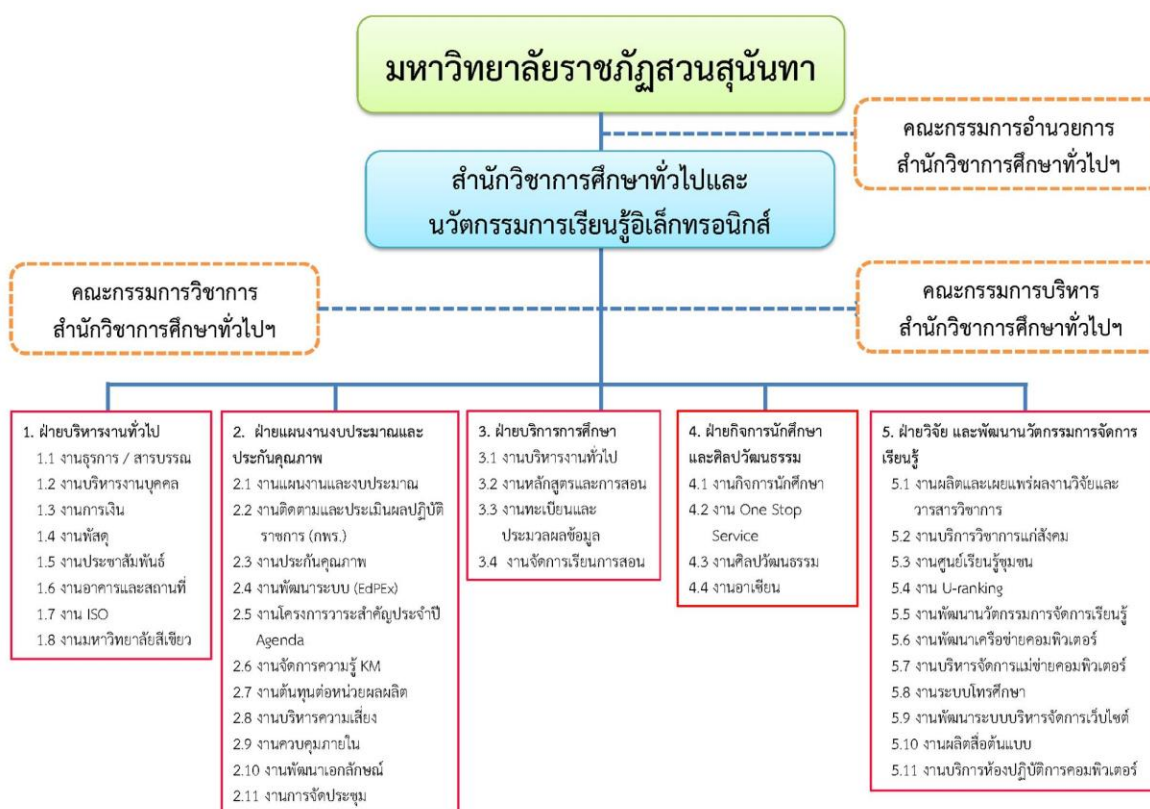 มหาวิทยาลัยราชภัฏสวนสุนันทา
คณะกรรมการอำนวยการ
สำนักวิชาการศึกษาทั่วไปฯ
สำนักวิชาการศึกษาทั่วไปและ
นวัตกรรมการเรียนรู้อิเล็กทรอนิกส์
คณะกรรมการวิชาการ
สำนักวิชาการศึกษาทั่วไปฯ
คณะกรรมการบริหาร
สำนักวิชาการศึกษาทั่วไปฯ
1. ฝ่ายบริหารงานทั่วไป
1.1 งานธุรการ / สารบรรณ
1.2 งานบริหารงานบุคคล
1.3 งานการเงิน
1.4 งานพัสดุ
1.5 งานประชาสัมพันธ์
1.6 งานอาคารและสถานที่
1.7 งาน ISO
1.8 งานมหาวิทยาลัยสีเขียว
2. ฝ่ายแผนงานงบประมาณและ
ประกันคุณภาพ
2.1 งานแผนงานและงบประมาณ
2.2 งานติดตามและประเมินผลปฏิบัติ
ราชการ (กพร.)
2.3 งานประกันคุณภาพ
2.4 งานพัฒนาระบบ (EdPEx)
2.5 งานโครงการวาระสำคัญประจำปี
Agenda
2.6 งานจัดการความรู้ KM
2.7 งานต้นทุนต่อหน่วยผลผลิต
2.8 งานบริหารความเสี่ยง
2.9 งานควบคุมภายใน
2.10 งานพัฒนาเอกลักษณ์
2.11 งานการจัดประชุม
3. ฝ่ายบริการการศึกษา
3.1 งานบริหารงานทั่วไป
3.2 งานหลักสูตรและการสอน
3.3 งานทะเบียนและ
ประมวลผลข้อมูล
3.4 งานจัดการเรียนการสอน
4. ฝ่ายกิจการนักศึกษา
และศิลปวัฒนธรรม
4.1 งานกิจการนักศึกษา
4.2 งาน One Stop
Service
4.3 งานศิลปวัฒนธรรม
4.4 งานอาเซียน
5. ฝ่ายวิจัย และพัฒนานวัตกรรมการจัดการ
เรียนรู้
5.1 งานผลิตและเผยแพร่ผลงานวิจัยและ
วารสารวิชาการ
5.2 งานบริการวิชาการแก่สังคม
5.3 งานศูนย์เรียนรู้ชุมชน
5.4 งาน U-ranking
5.5 งานพัฒนานวัตกรรมการจัดการเรียนรู้
5.6 งานพัฒนาเครือข่ายคอมพิวเตอร์
5.7 งานบริหารจัดการแม่ข่ายคอมพิวเตอร์
5.8 งานระบบโทรศึกษา
5.9 งานพัฒนาระบบบริหารจัดการเว็บไซต์
5.10 งานผลิตสื่อต้นแบบ
5.11 งานบริการห้องปฏิบัติการคอมพิวเตอร์